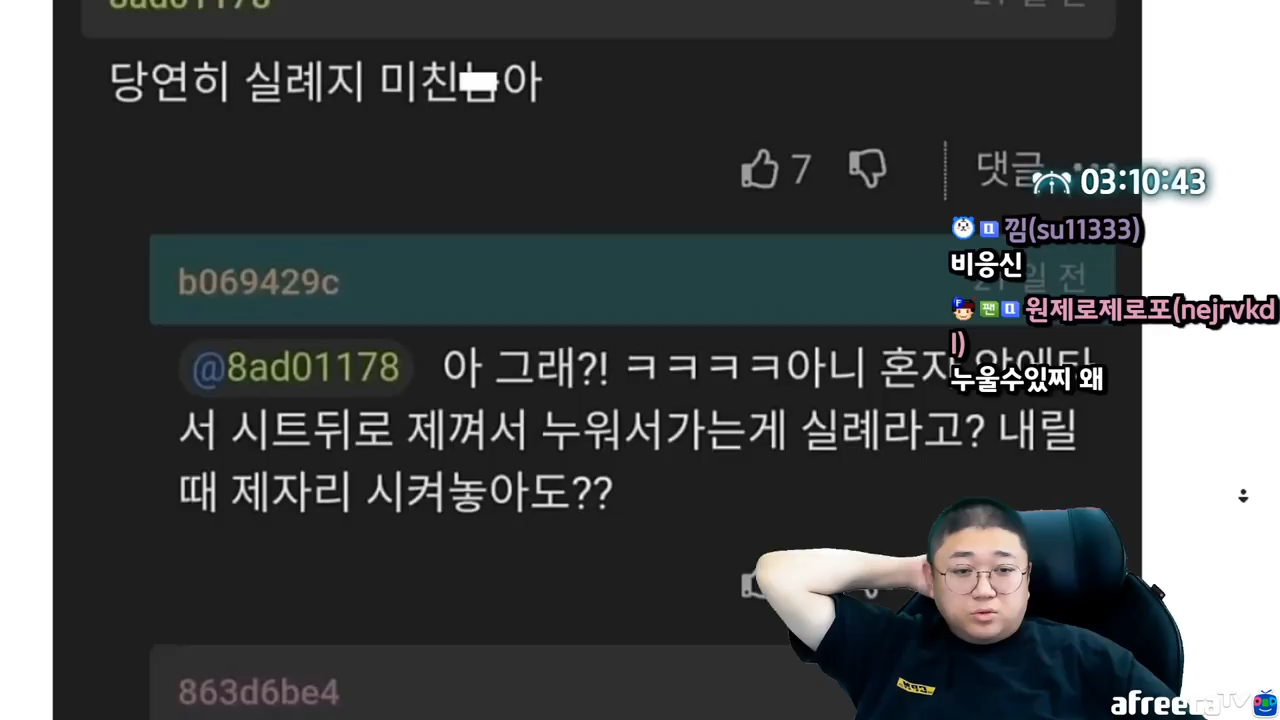 8ad01178
당연히 실례지 미친 아
7
댓글
03:10:43
낌(su11333)
비응신
원제로제로포(nejrvkd
l)
누울수있찌 왜
b069429c
21 일 전
@8ad01178 아 그래?! ㅋㅋㅋㅋ아니 혼자
서 시트뒤로 제껴서 누워서가는게 실례라고? 내릴
때 제자리 시켜놓아도??
863d6be4
afreecaTV